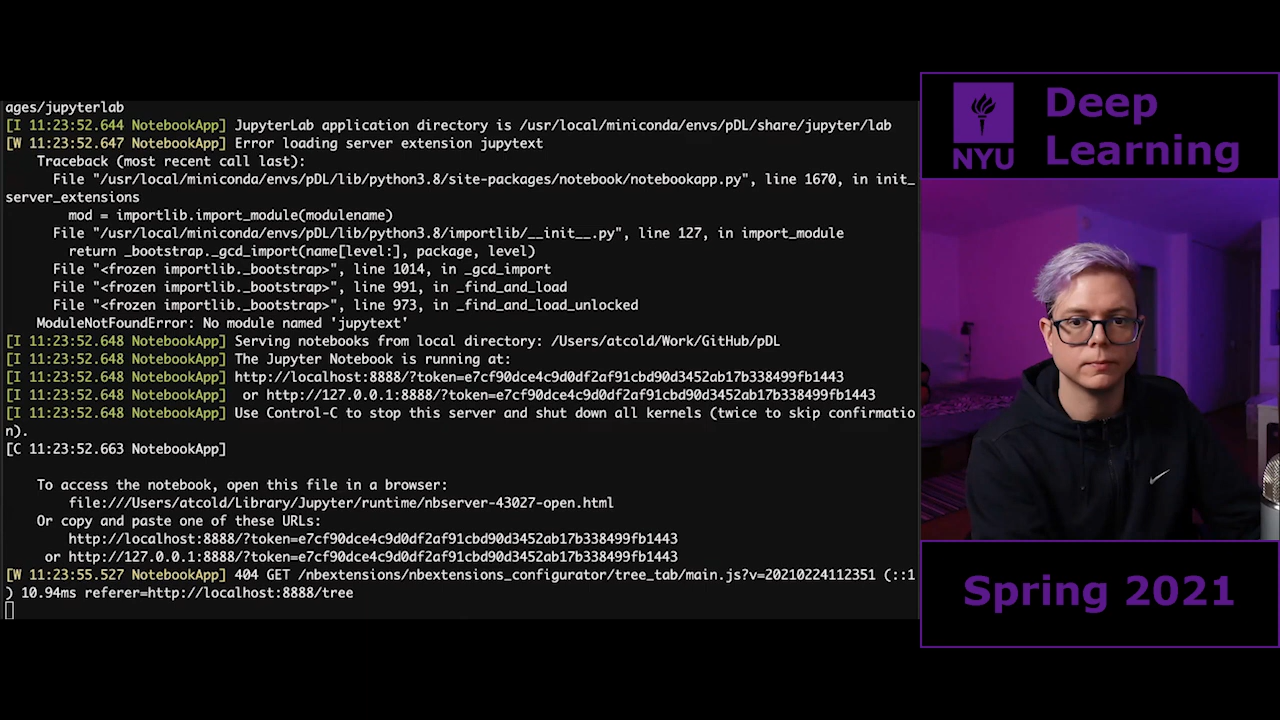 ages/jupyterlab
[I 11:23:52.644 NotebookApp] JupyterLab application directory is /usr/local/miniconda/envs/pDL/share/jupyter/lab
[W 11:23:52.647 NotebookApp] Error loading server extension jupytext
Traceback (most recent call last):
File "/usr/local/miniconda/envs/pDL/lib/python3.8/site-packages/notebook/notebookapp.py", line 1670, in init_
server_extensions
mod = importlib.import_module(modulename)
File "/usr/local/miniconda/envs/pDL/lib/python3.8/importlib/__init__.py", line 127, in import_module
return _bootstrap._gcd_import(name[level:], package, level)
File "<frozen importlib._bootstrap>", line 1014, in _gcd_import
File "<frozen importlib._bootstrap>", line 991, in _find_and_load
File "<frozen importlib._bootstrap>", line 973, in _find_and_load_unlocked
ModuleNotFoundError: No module named 'jupytext'
[I 11:23:52.648 NotebookApp] Serving notebooks from local directory: /Users/atcold/Work/GitHub/pDL
[I 11:23:52.648 NotebookApp] The Jupyter Notebook is running at:
[I 11:23:52.648 NotebookApp] http://localhost:8888/?token=e7cf90dce4c9d0df2af91cbd90d3452ab17b338499fb1443
[I 11:23:52.648 NotebookApp]  or http://127.0.0.1:8888/?token=e7cf90dce4c9d0df2af91cbd90d3452ab17b338499fb1443
[I 11:23:52.648 NotebookApp] Use Control-C to stop this server and shut down all kernels (twice to skip confirmatio
n).
[C 11:23:52.663 NotebookApp]
To access the notebook, open this file in a browser:
file:///Users/atcold/Library/Jupyter/runtime/nbserver-43027-open.html
Or copy and paste one of these URLs:
http://localhost:8888/?token=e7cf90dce4c9d0df2af91cbd90d3452ab17b338499fb1443
or http://127.0.0.1:8888/?token=e7cf90dce4c9d0df2af91cbd90d3452ab17b338499fb1443
[W 11:23:55.527 NotebookApp] 404 GET /nbextensions/nbextensions_configurator/tree_tab/main.js?v=20210224112351 (::1
) 10.94ms referer=http://localhost:8888/tree
NYU
Deep
Learning
Spring 2021